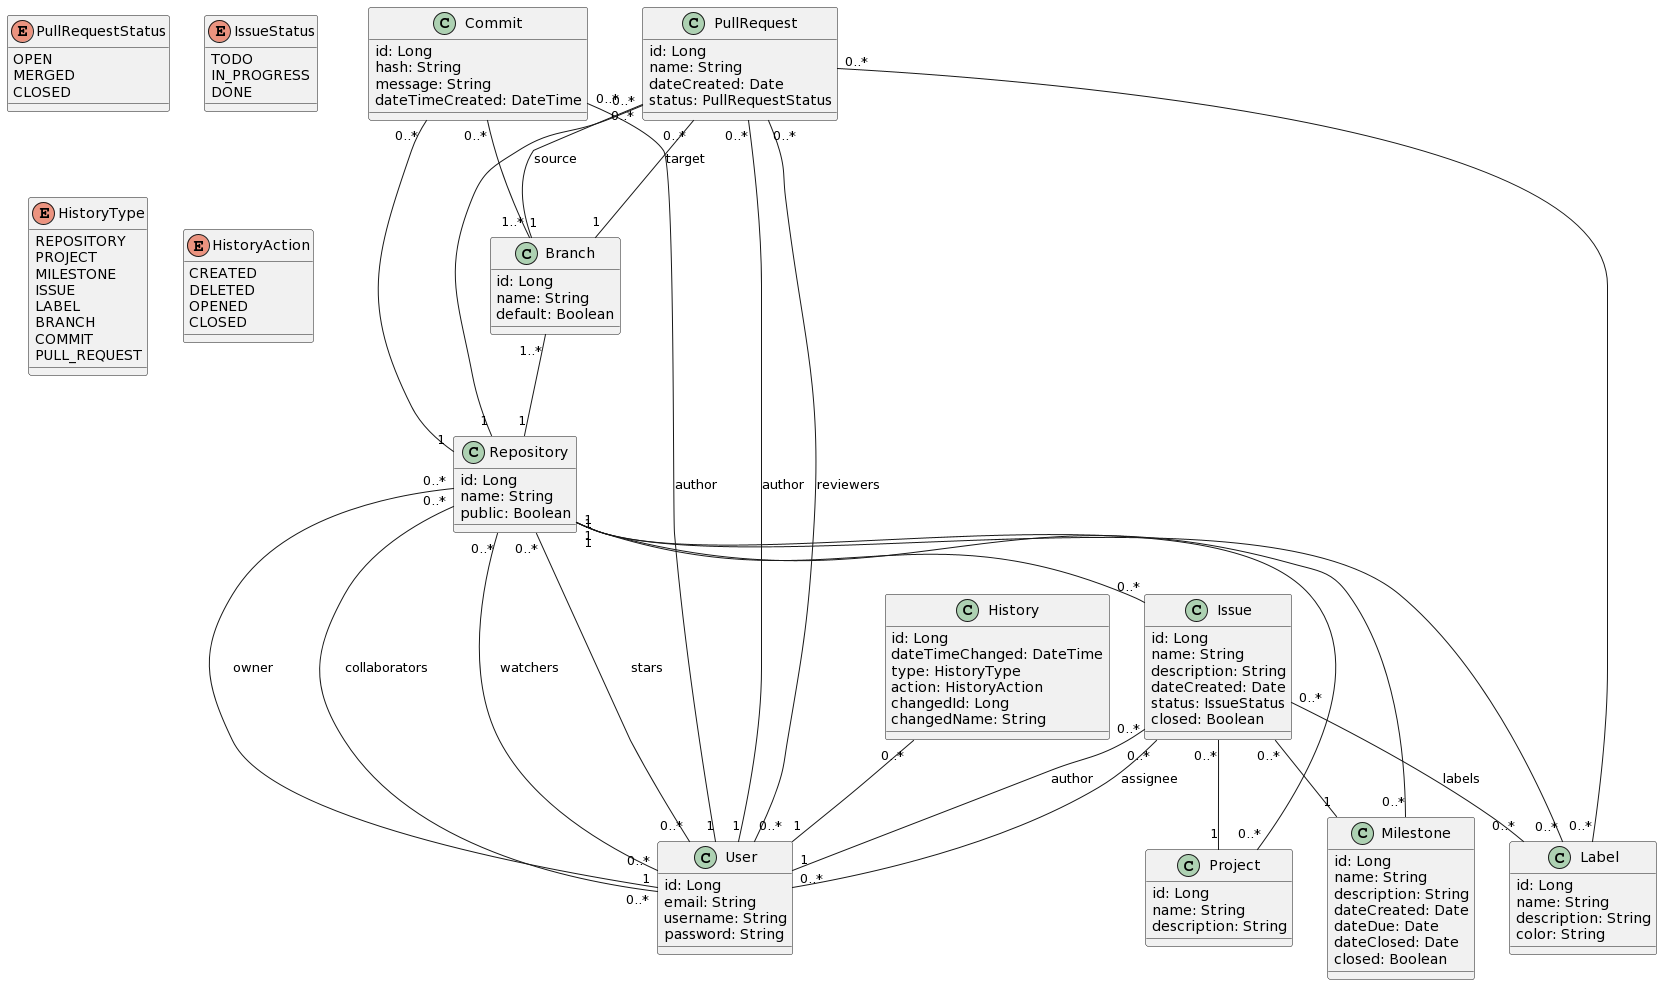 E PullRequestStatus
OPEN
MERGED
CLOSED
E IssueStatus
TODO
IN_PROGRESS
DONE
C Commit
id: Long
hash: String
message: String
dateTimeCreated: DateTime
C PullRequest
id: Long
name: String
dateCreated: Date
status: PullRequestStatus
0..*
0..*
0..*
0..*
0..*
0..*
0..*
0..*
0..*
source
target
E HistoryType
REPOSITORY
PROJECT
MILESTONE
ISSUE
LABEL
BRANCH
COMMIT
PULL_REQUEST
E HistoryAction
CREATED
DELETED
OPENED
CLOSED
1..*
1
1
C Branch
id: Long
name: String
default: Boolean
1..*
1
1
1
C Repository
id: Long
name: String
public: Boolean
0..*
0..*
author
author
reviewers
1
1
1
1
0..*
0..*
owner
collaborators
watchers
stars
C History
id: Long
dateTimeChanged: DateTime
type: HistoryType
action: HistoryAction
changedId: Long
changedName: String
0..*
C Issue
id: Long
name: String
description: String
dateCreated: Date
status: IssueStatus
closed: Boolean
0..*
0..*
0..*
0..*
0..*
0..*
author
assignee
labels
0..*
1
1
0..*
1
0..*
1
0..*
1
0..*
C User
id: Long
email: String
username: String
password: String
1
0..*
1
0..*
C Project
id: Long
name: String
description: String
1
0..*
C Milestone
id: Long
name: String
description: String
dateCreated: Date
dateDue: Date
dateClosed: Date
closed: Boolean
0..*
0..*
0..*
C Label
id: Long
name: String
description: String
color: String